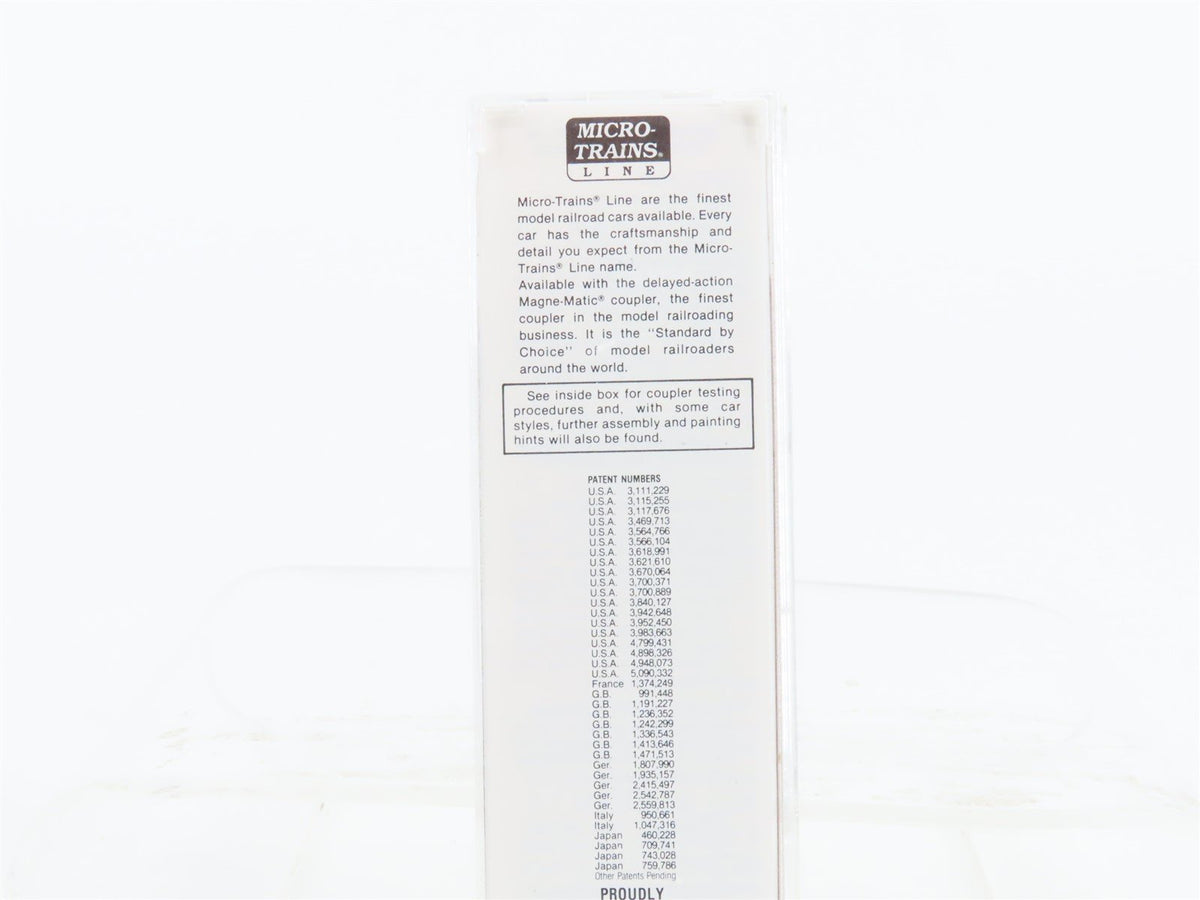 MICRO-
TRAINS®
LINE
Micro-Trains® Line are the finest
model railroad cars available. Every
car has the craftsmanship and
detail you expect from the Micro-
Trains® Line name.
Available with the delayed-action
Magne-Matic® coupler, the finest
coupler in the model railroading
business. It is the "Standard by
Choice" of model railroaders
around the world.
See inside box for coupler testing
procedures and, with some car
styles, further assembly and painting
hints will also be found.
PATENT NUMBERS
U.S.A. 3,111,229
U.S.A. 3,115,255
U.S.A. 3,117,676
U.S.A. 3,469,713
U.S.A. 3,564,766
U.S.A. 3,566,104
U.S.A. 3,618,991
U.S.A. 3,621,610
U.S.A. 3,670,064
U.S.A. 3,700,371
U.S.A. 3,700,889
U.S.A. 3,840,127
U.S.A. 3,942,648
U.S.A. 3,952,450
U.S.A. 3,983,663
U.S.A. 4,799,431
U.S.A. 4,898,326
U.S.A. 4,948,073
U.S.A. 5,090,332
France 1,374,249
G.B. 991,448
G.B. 1,191,227
G.B. 1,236,352
G.B. 1,242,299
G.B. 1,336,543
G.B. 1,413,646
G.B. 1,471,513
Ger. 1,807,990
Ger. 1,935,157
Ger. 2,415,497
Ger. 2,542,787
Ger. 2,559,813
Italy 950,661
Italy 1,047,316
Japan 460,228
Japan 709,741
Japan 743,028
Japan 759,786
Other Patents Pending
PROUDLY